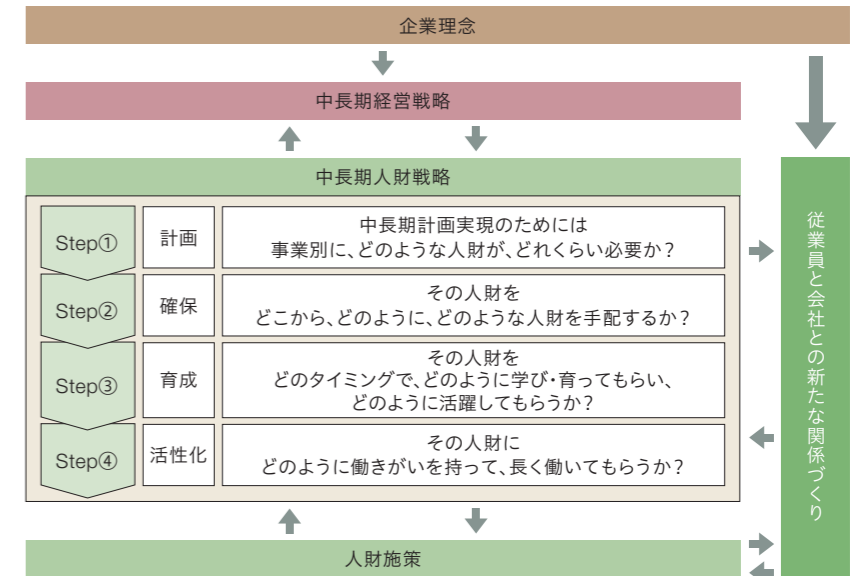 企業理念
中長期経営戦略
中長期人財戦略
Step①
計画
中長期計画実現のためには
事業別に、どのような人財が、どれくらい必要か？
Step②
確保
その人財を
どこから、どのように、どのような人財を手配するか？
Step③
育成
その人財を
どのタイミングで、どのように学び・育ってもらい、
どのように活躍してもらうか？
Step④
活性化
その人財に
どのように働きがいを持って、長く働いてもらうか？
人財施策
従業員と会社との新たな関係づくり